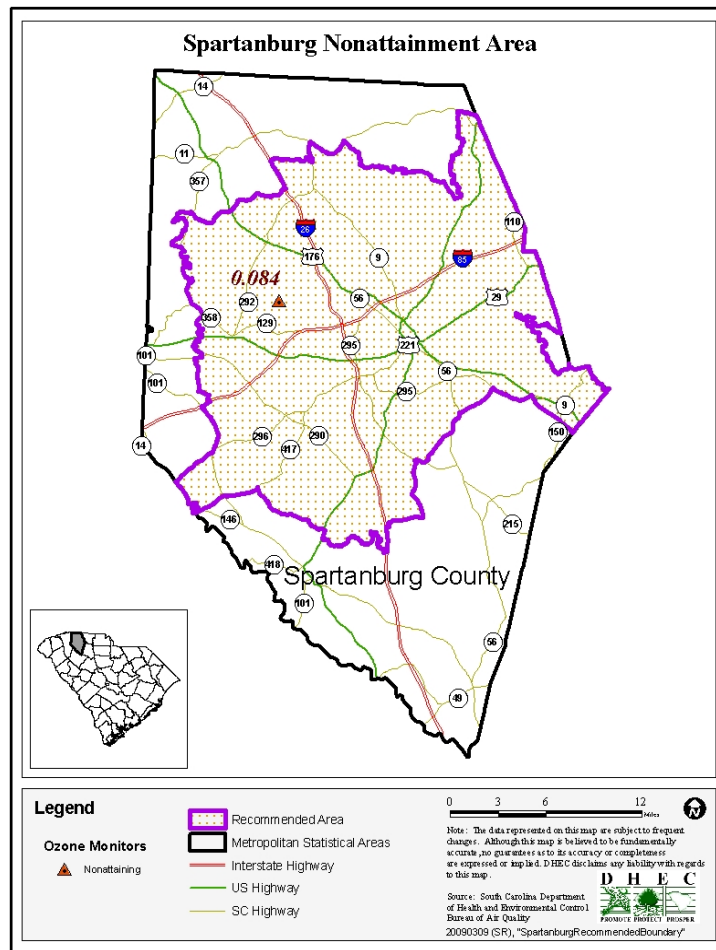 Spartanburg Nonattainment Area
14
11
357
110
26
176
9
85
0.084
56
292
29
358
129
101
295
221
101
56
295
9
296
290
150
14
417
146
215
418
Spartanburg County
101
56
49
Legend
Ozone Monitors
Nonattaining
Recommended Area
Metropolitan Statistical Areas
Interstate Highway
US Highway
SC Highway
0 3 6 12
Miles
N
Note: The data represented on this map are subject to frequent
changes. Although this map is believed to be fundamentally
accurate, no guarantees as to its accuracy or completeness
are expressed or implied. DHEC disclaims any liability with regards
to this map.
D H E C
PROMOTE PROTECT PROSPER
Source: South Carolina Department
of Health and Environmental Control
Bureau of Air Quality
20090309 (SR), "SpartanburgRecommendedBoundary"